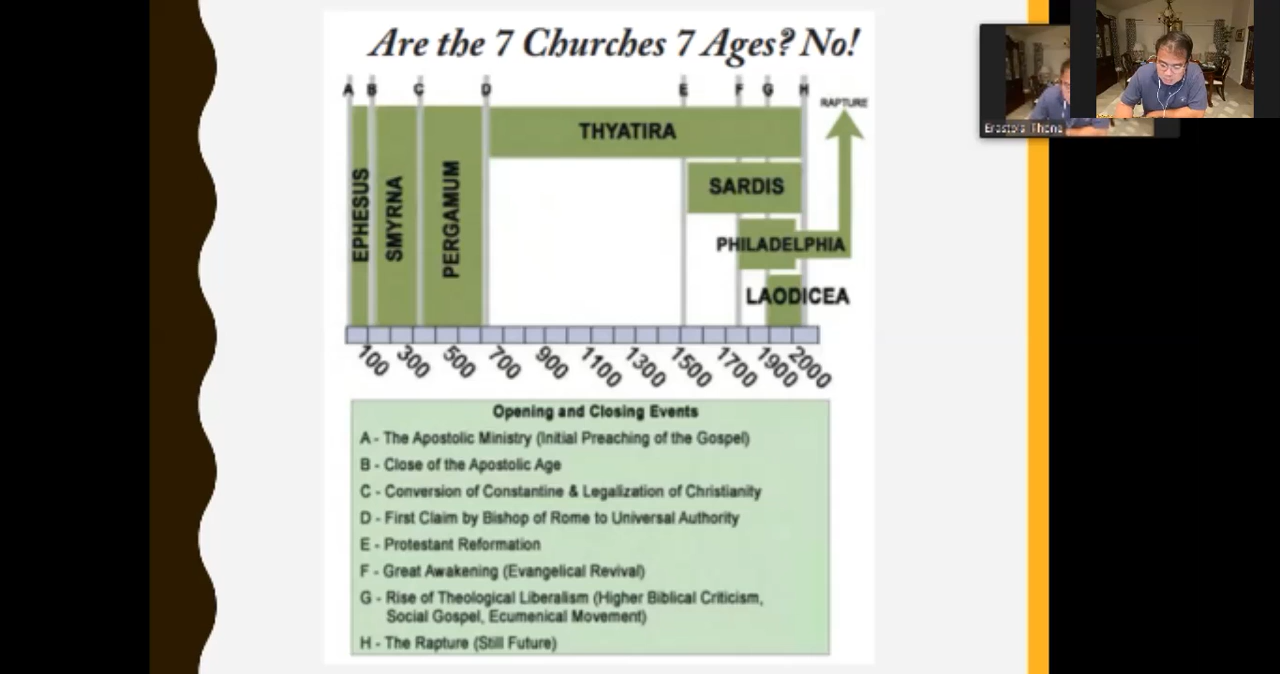 Are the 7 Churches 7 Ages? No!
A B C D E F G H
RAPTURE
THYATIRA
EPHESUS
SMYRNA
PERGAMUM
SARDIS
PHILADELPHIA
LAODICEA
100 300 500 700 900 1100 1300 1500 1700 1900 2000
Opening and Closing Events
A - The Apostolic Ministry (Initial Preaching of the Gospel)
B - Close of the Apostolic Age
C - Conversion of Constantine & Legalization of Christianity
D - First Claim by Bishop of Rome to Universal Authority
E - Protestant Reformation
F - Great Awakening (Evangelical Revival)
G - Rise of Theological Liberalism (Higher Biblical Criticism,
Social Gospel, Ecumenical Movement)
H - The Rapture (Still Future)